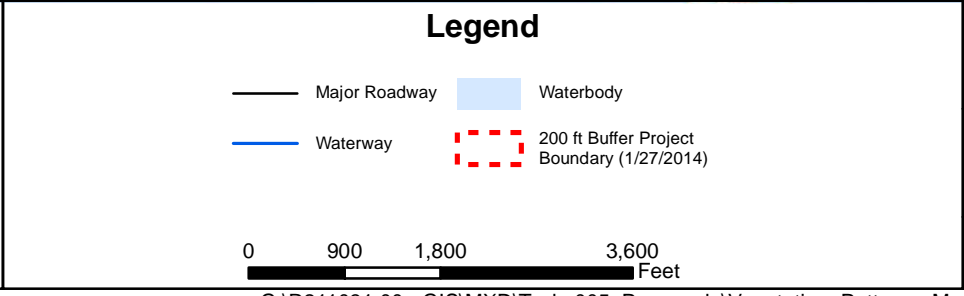 Legend
Major Roadway
Waterbody
Waterway
200 ft Buffer Project
Boundary (1/27/2014)
0 900 1,800 3,600
Feet